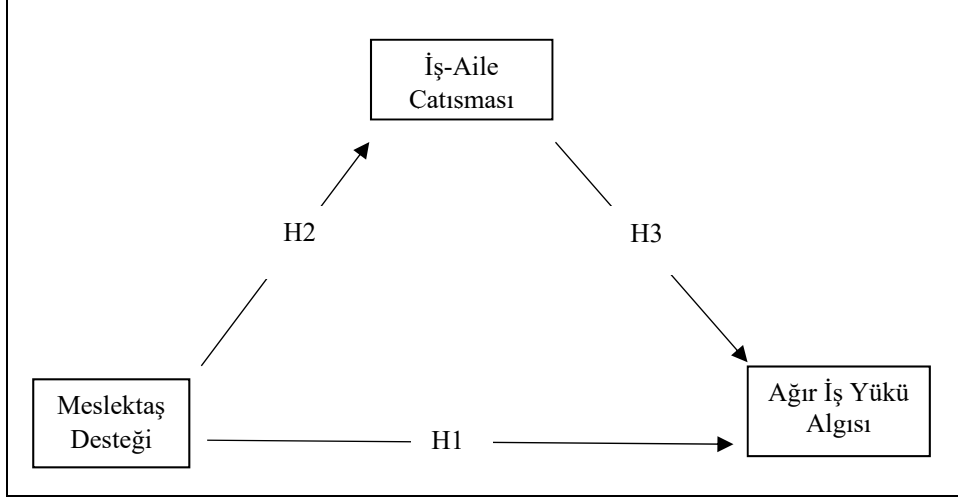 İş-Aile
Catısması
H2
H3
Meslektaş
Desteği
H1
Ağır İş Yükü
Algısı